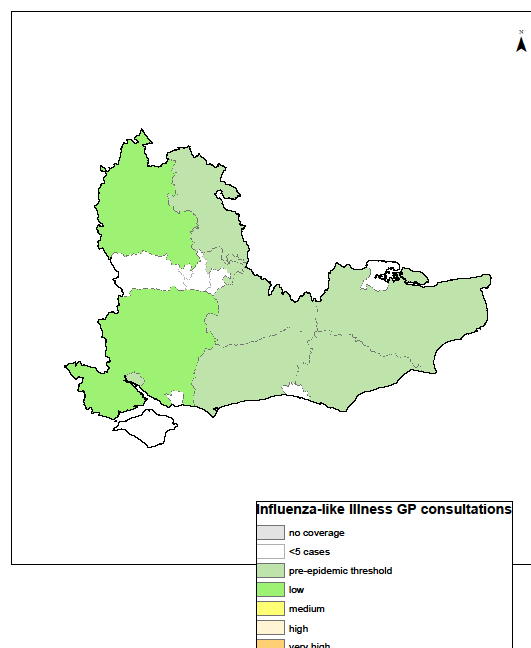 N
Influenza-like Illness GP consultations
no coverage
<5 cases
pre-epidemic threshold
low
medium
high
very high